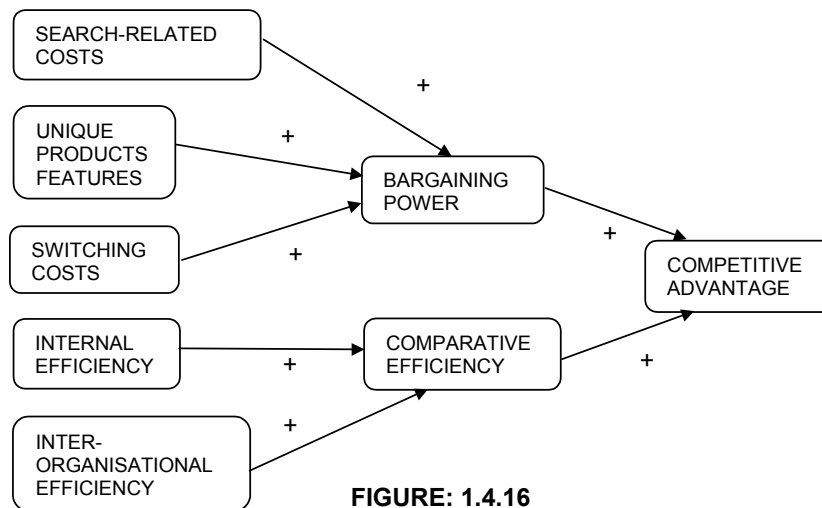 SEARCH-RELATED
COSTS
+
UNIQUE
PRODUCTS
FEATURES
+
BARGAINING
POWER
SWITCHING
COSTS
+
+
COMPETITIVE
ADVANTAGE
INTERNAL
EFFICIENCY
+
COMPARATIVE
EFFICIENCY
+
+
INTER-
ORGANISATIONAL
EFFICIENCY
FIGURE: 1.4.16